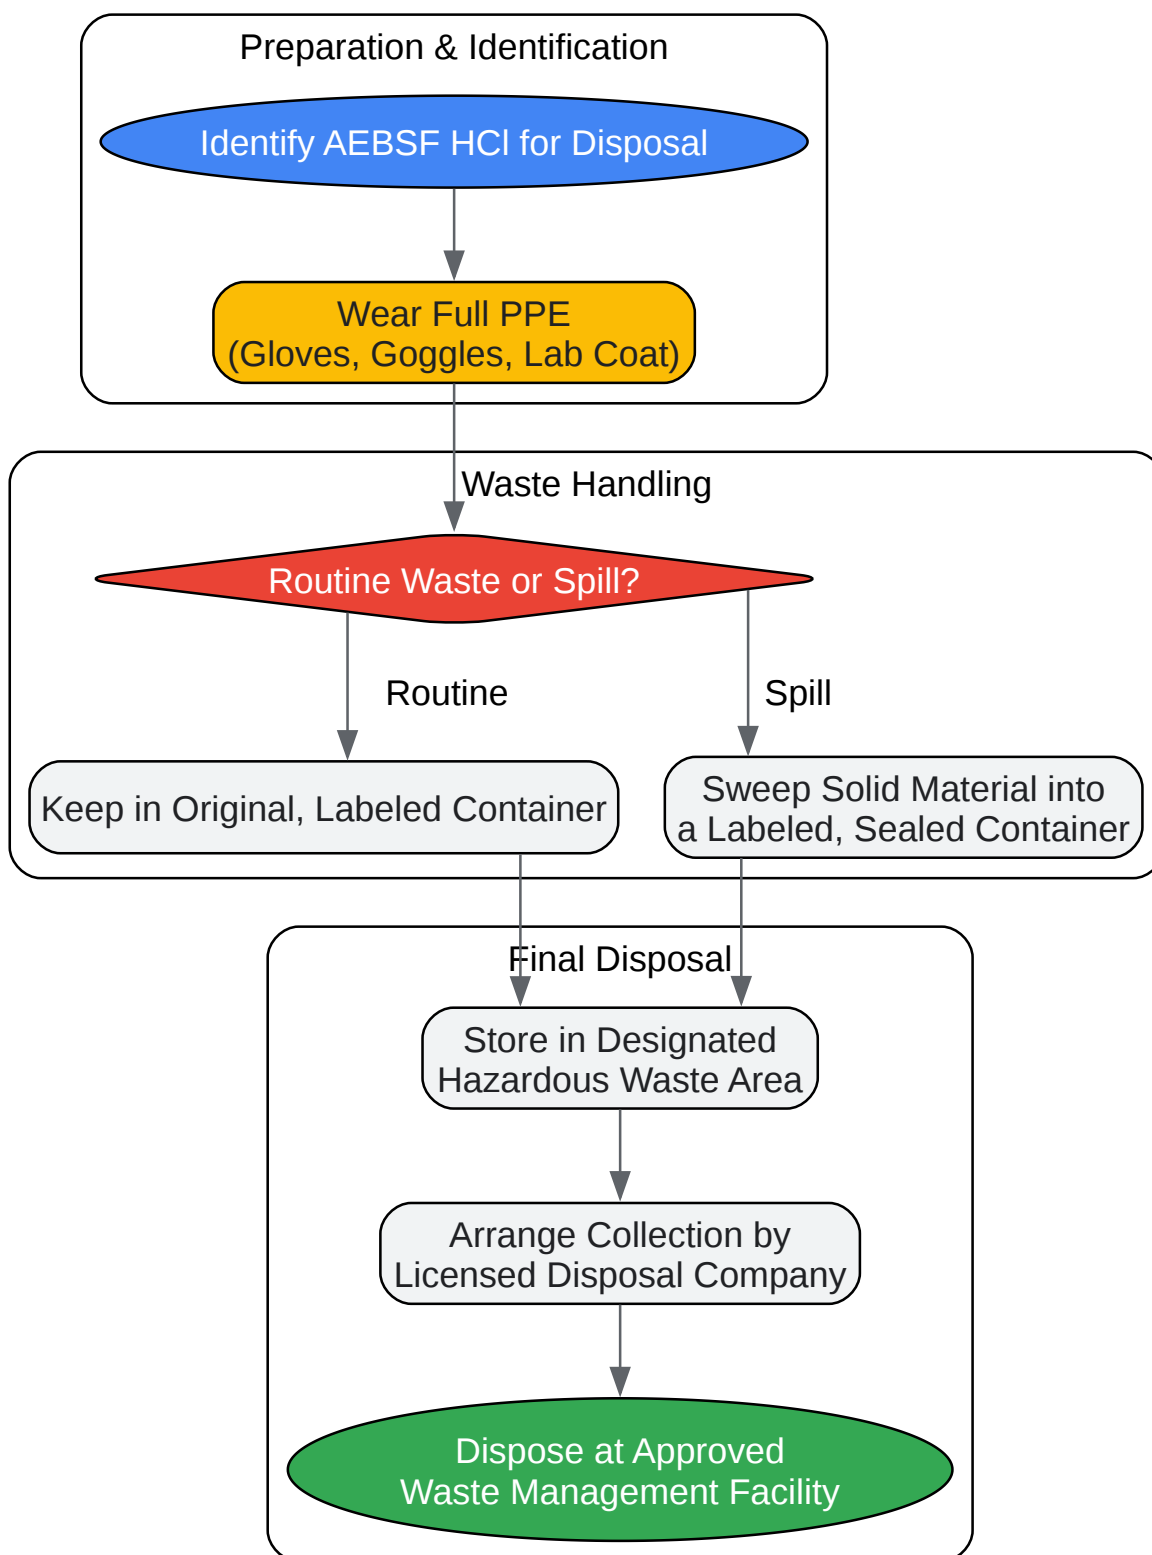 Preparation & Identification
Identify AEBSF HCl for Disposal
Wear Full PPE
(Gloves, Goggles, Lab Coat)
Waste Handling
Routine Waste or Spill?
Routine
Spill
Keep in Original, Labeled Container
Sweep Solid Material into
a Labeled, Sealed Container
Final Disposal
Store in Designated
Hazardous Waste Area
Arrange Collection by
Licensed Disposal Company
Dispose at Approved
Waste Management Facility